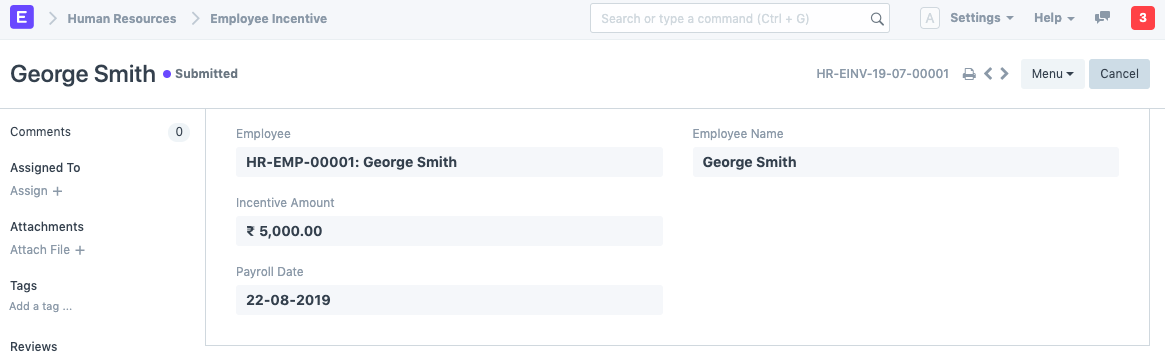 E Human Resources Employee Incentive Search or type a command (Ctrl + G) A Settings Help 3
George Smith Submitted HR-EINV-19-07-00001 Menu Cancel
Comments 0
Assigned To
Assign +
Attachments
Attach File +
Tags
Add a tag ...
Reviews
Employee Employee Name
HR-EMP-00001: George Smith George Smith
Incentive Amount
₹ 5,000.00
Payroll Date
22-08-2019